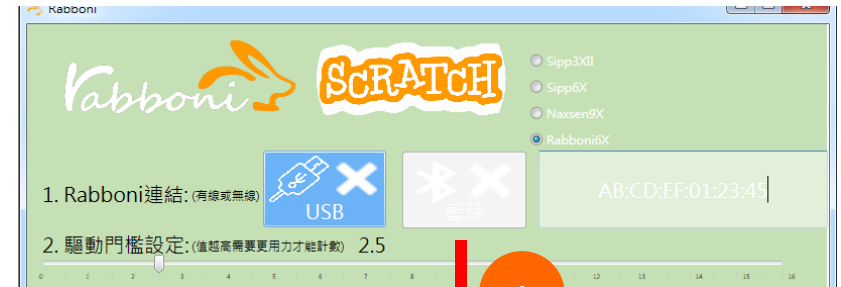 Rabboni
rabboni
SCRATCH
Sipp3XII
Sipp6X
Naxsen9X
Rabboni6X
1. Rabboni連結:(有線或無線)
USB
藍芽
AB:CD:EF:01:23:45
2. 驅動門檻設定:(值越高需要更用力才能計數) 2.5
0 1 2 3 4 5 6 7 8 12 13 14 15 16